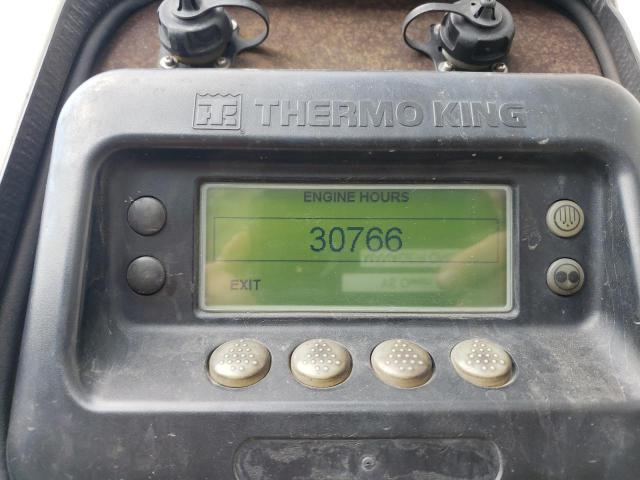 THERMO KING
ENGINE HOURS
30766
EXIT